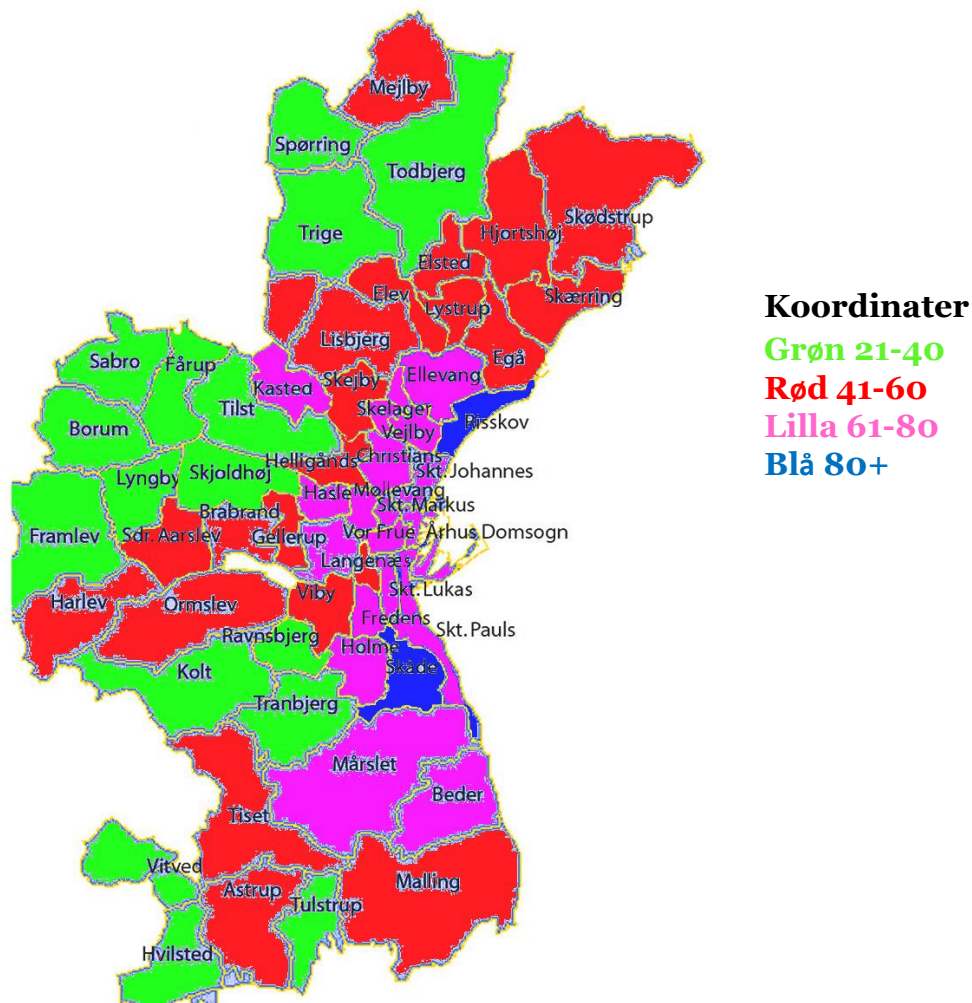 Mejlby
Spørring
Todbjerg
Trige
Skødstrup
Hjortshøj
Elsted
Elev
Skærring
Lystrup
Lisbjerg
Egå
Sabro
Fårup
Kasted
Skejby
Ellevang
Tilst
Skelager
Risskov
Borum
Vejlby
Christians
Helligånds
Skt. Johannes
Lyngby
Skjoldhøj
Hasle
Møllevang
Skt. Markus
Brabrand
Framlev
Sdr. Aarslev
Gellerup
Vor Frue
Århus Domsogn
Langenæs
Skt. Lukas
Harlev
Ormslev
Viby
Fredens
Skt. Pauls
Ravnsbjerg
Holme
Skåde
Kolt
Tranbjerg
Mårslet
Beder
Tiset
Vitved
Astrup
Malling
Tulstrup
Hvilsted
Koordinater
Grøn 21-40
Rød 41-60
Lilla 61-80
Blå 80+